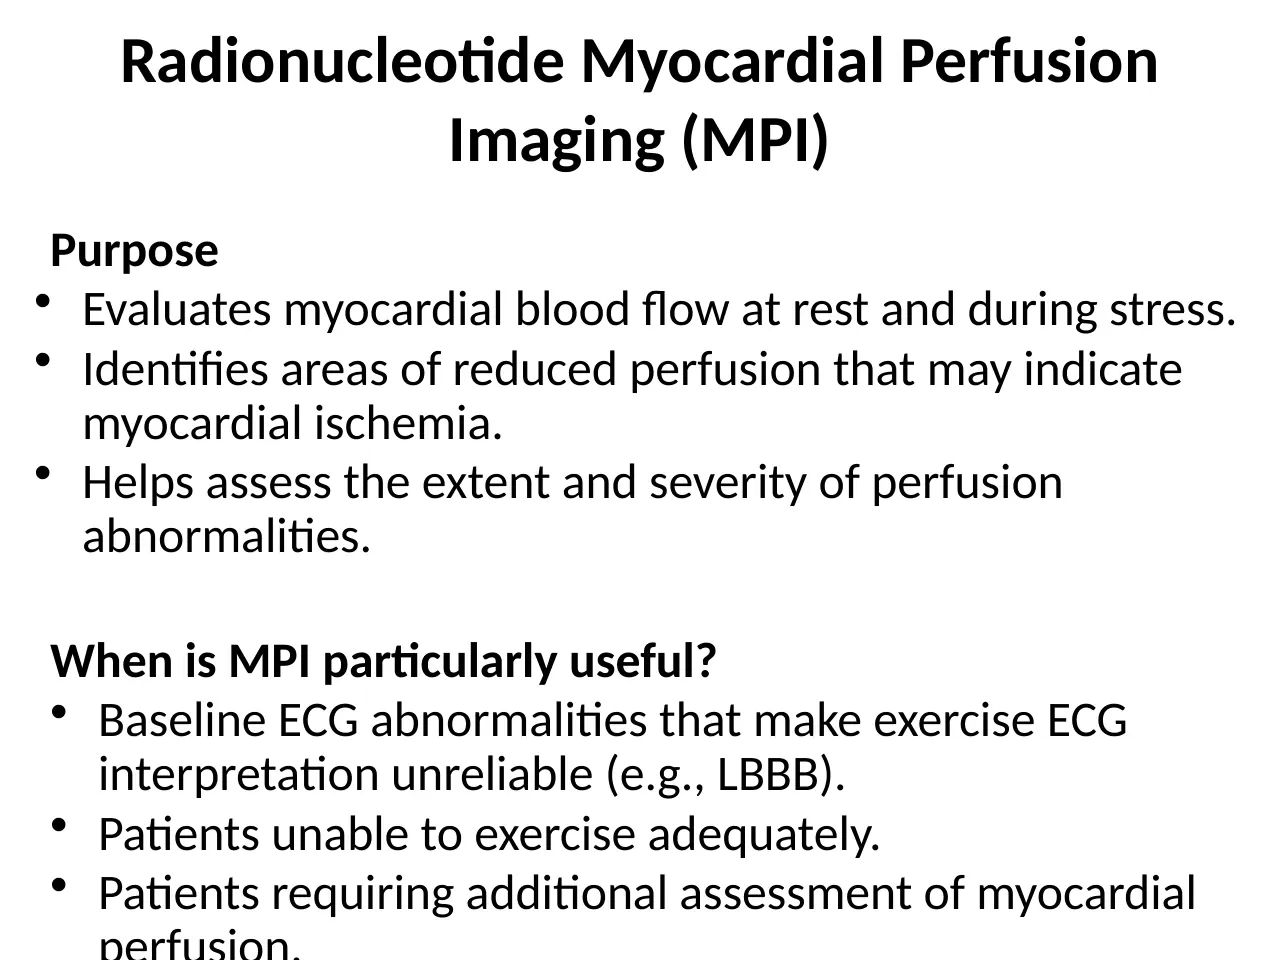 Radionucleotide Myocardial Perfusion
Imaging (MPI)
Purpose
• Evaluates myocardial blood flow at rest and during stress.
• Identifies areas of reduced perfusion that may indicate
myocardial ischemia.
• Helps assess the extent and severity of perfusion
abnormalities.
When is MPI particularly useful?
• Baseline ECG abnormalities that make exercise ECG
interpretation unreliable (e.g., LBBB).
• Patients unable to exercise adequately.
• Patients requiring additional assessment of myocardial
perfusion.